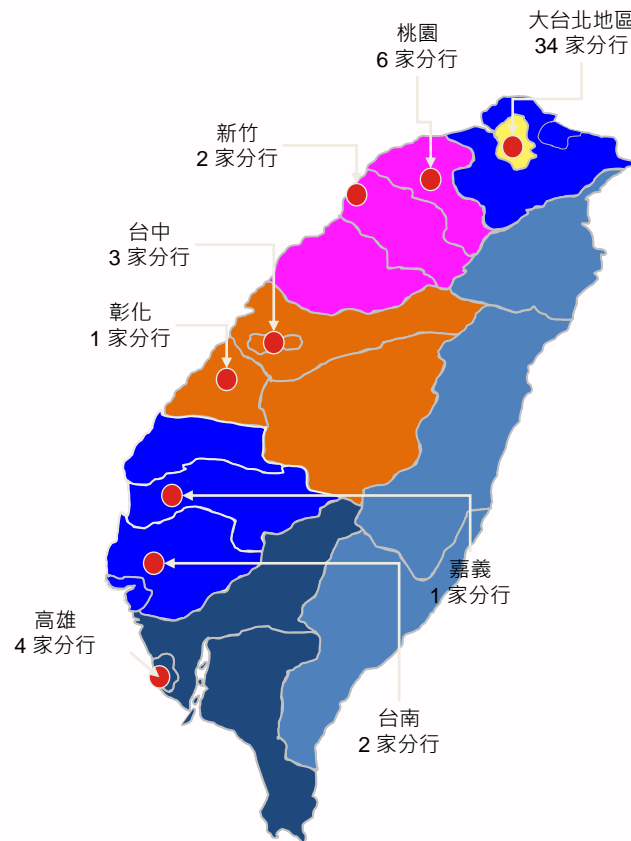 大台北地區
34 家分行
桃園
6 家分行
新竹
2 家分行
台中
3 家分行
彰化
1 家分行
嘉義
1 家分行
高雄
4 家分行
台南
2 家分行